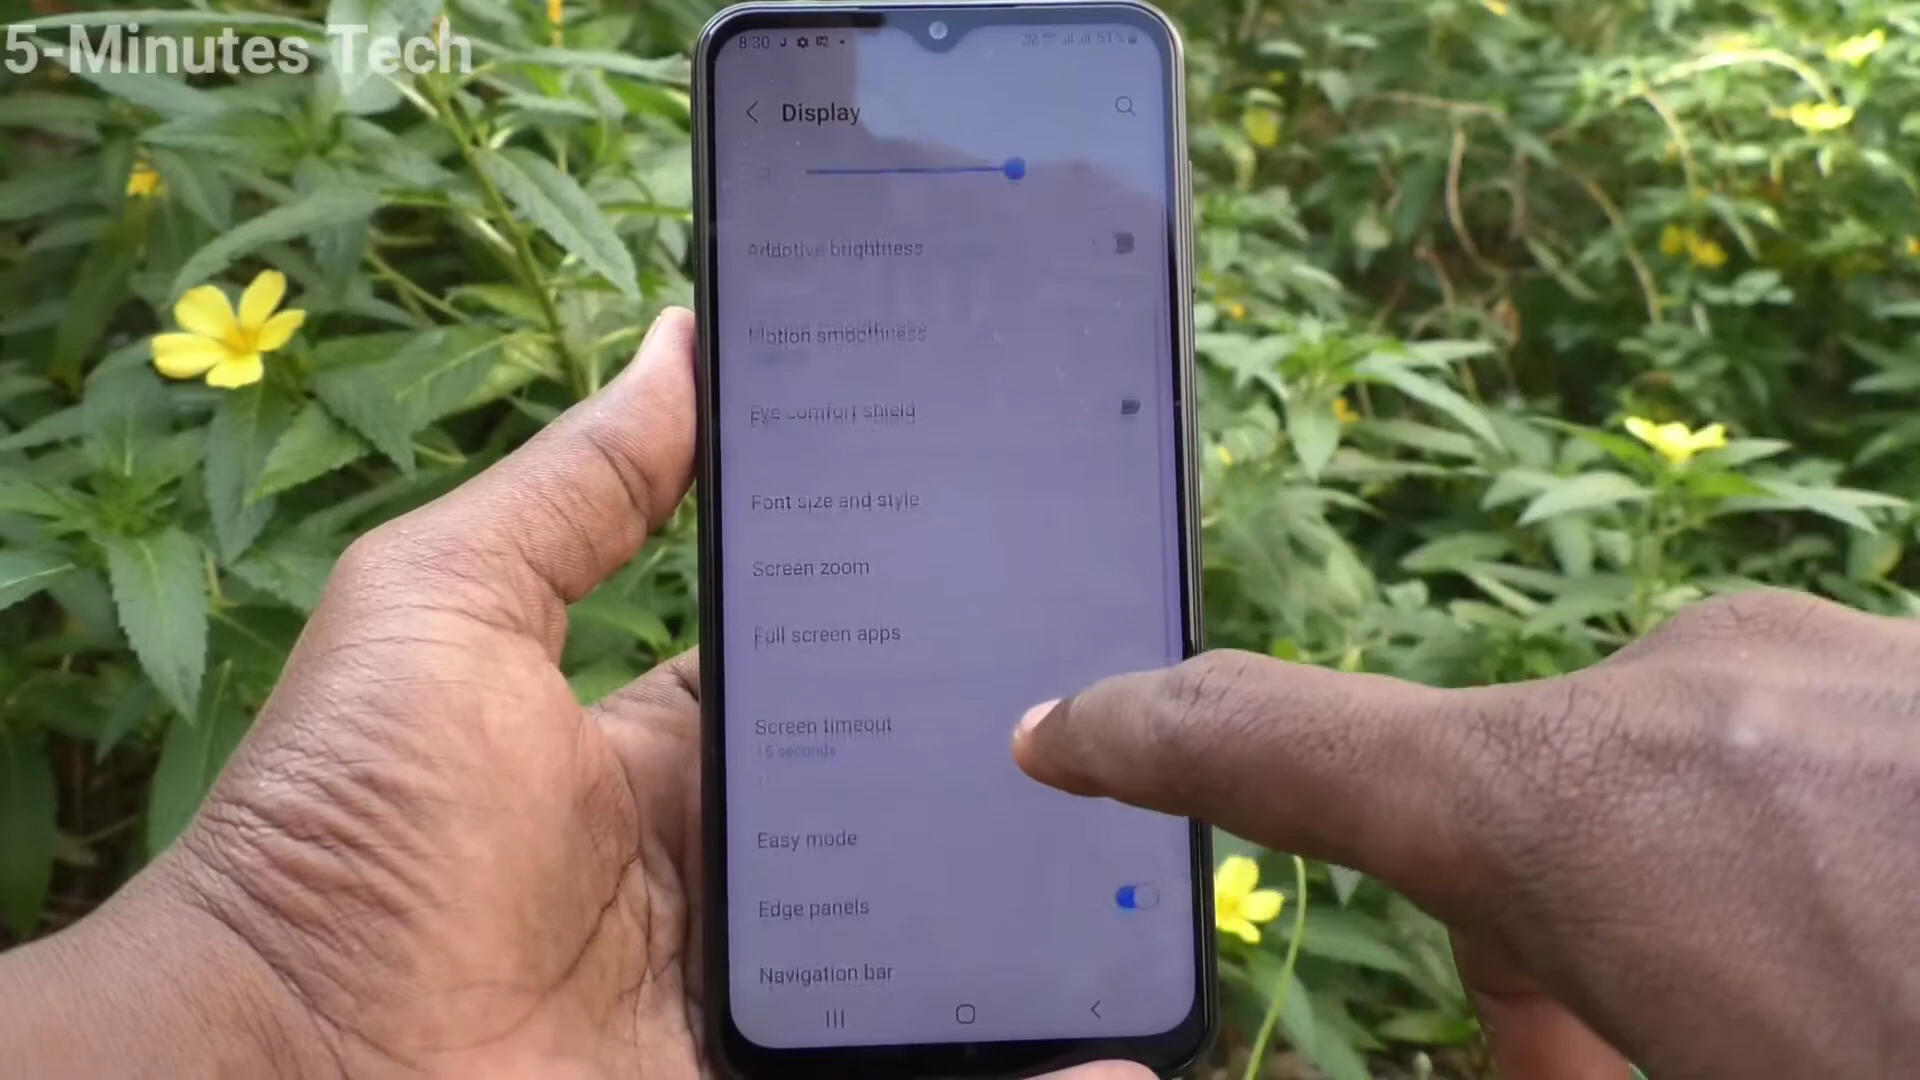 5-Minutes Tech
8:30
51%
Display
Adaptive brightness
Motion smoothness
Eye comfort shield
Font size and style
Screen zoom
Full screen apps
Screen timeout
15 seconds
Easy mode
Edge panels
Navigation bar